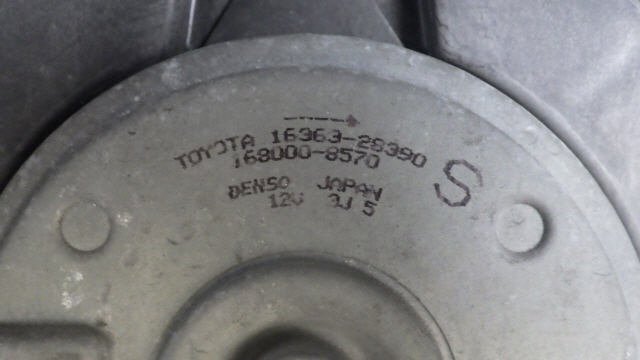 TOYOTA 16363-28390
168000-8570
S
DENSO JAPAN
12V 3J 5